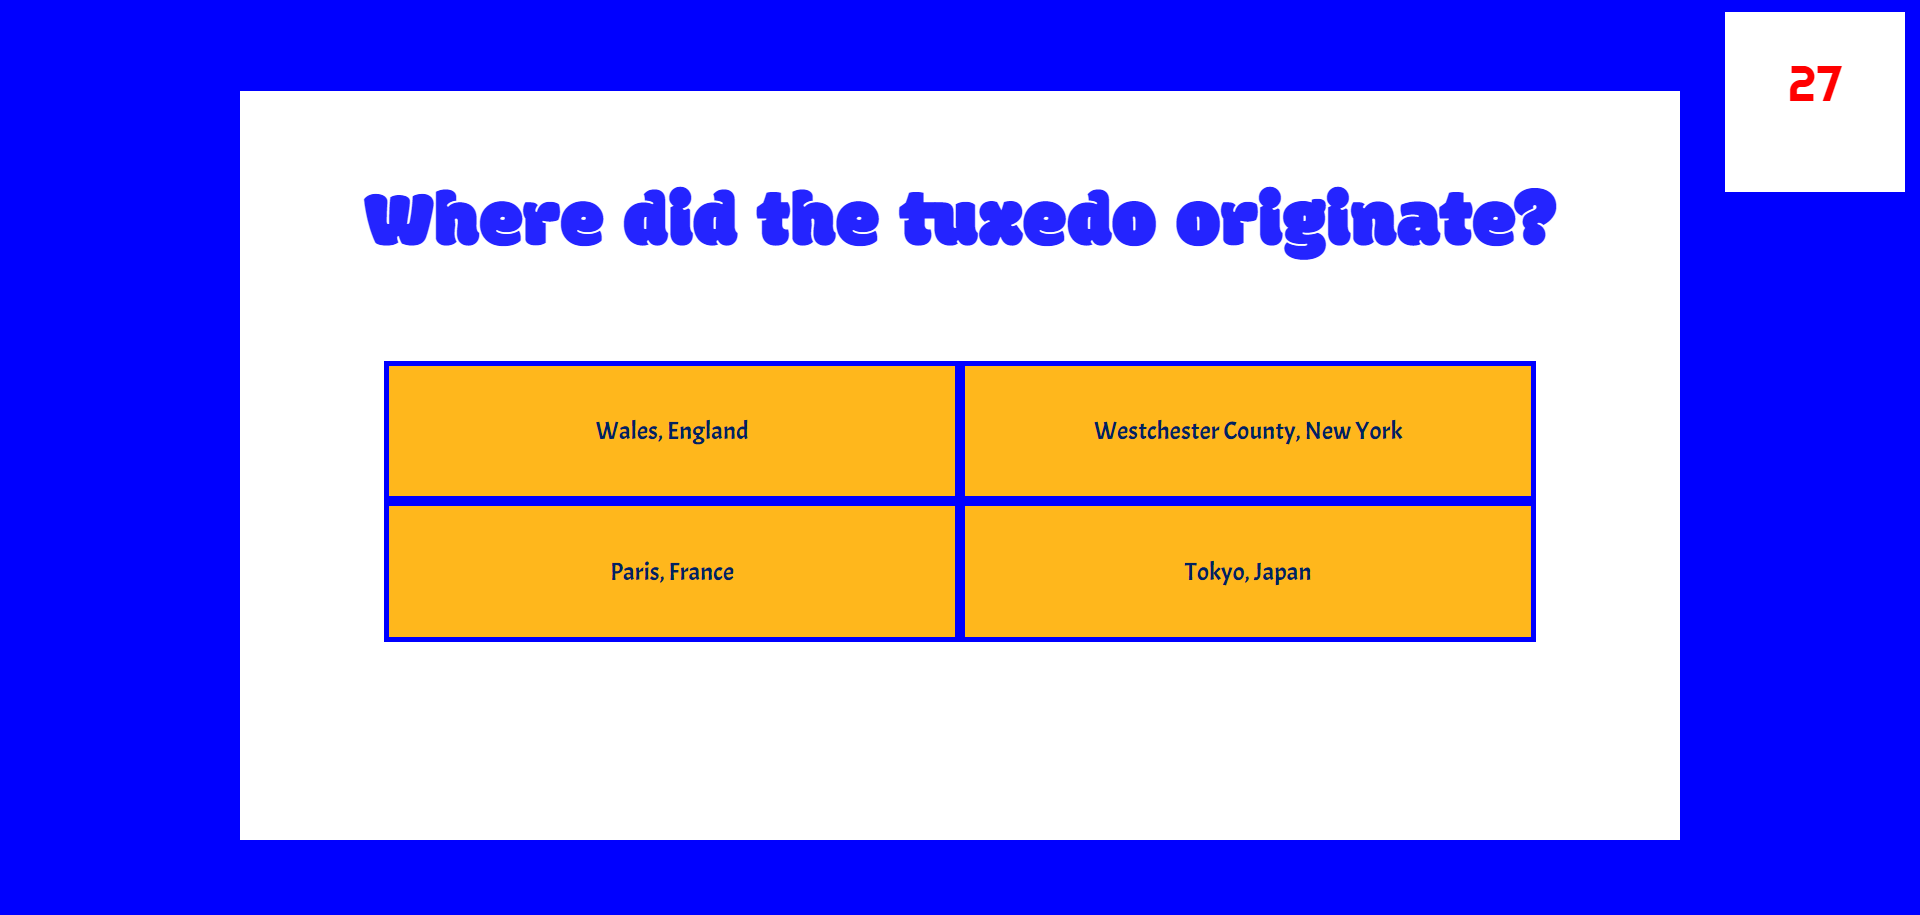 27
Where did the tuxedo originate?
Wales, England
Westchester County, New York
Paris, France
Tokyo, Japan